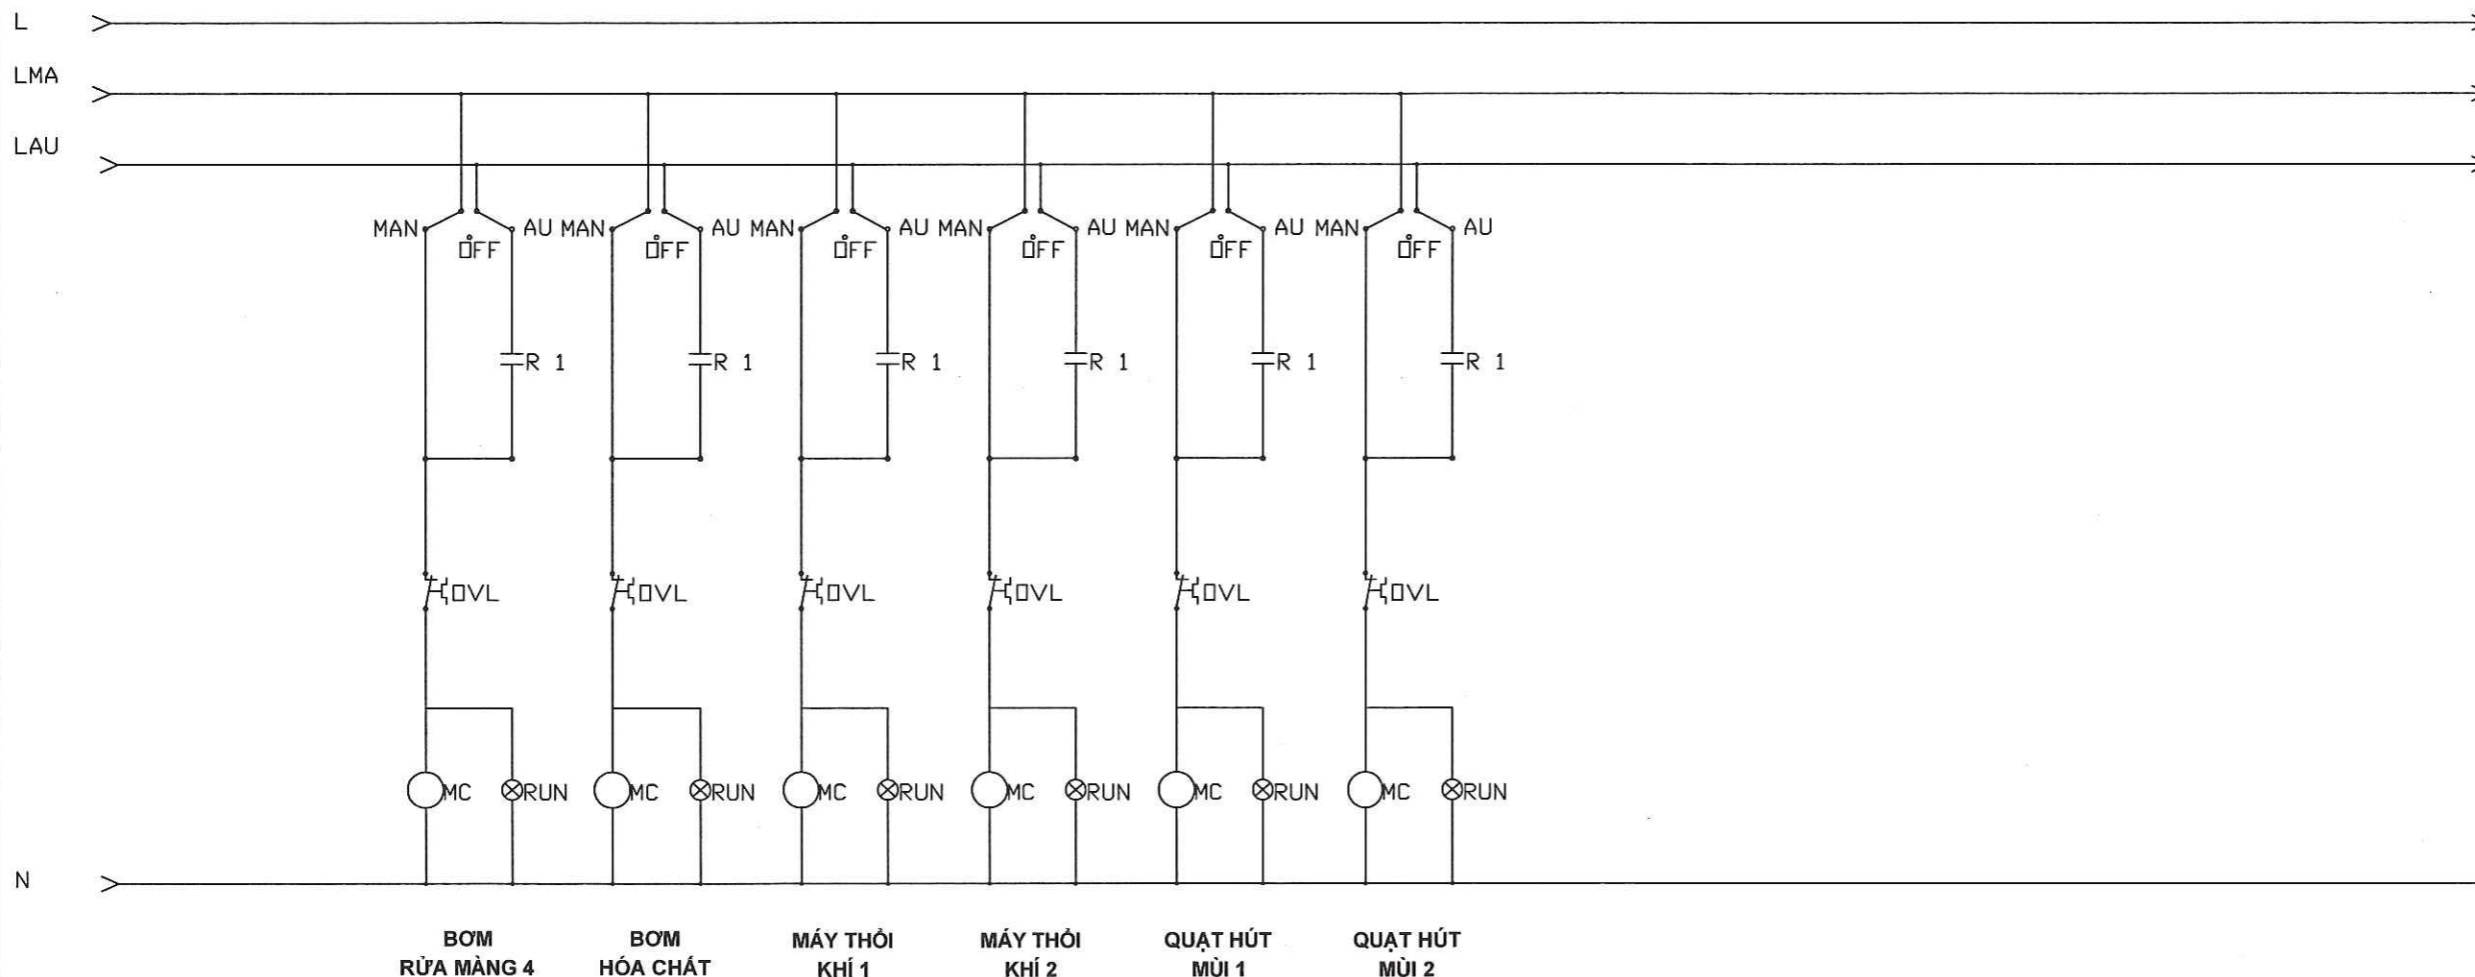 L
LMA
LAU
MAN OFF AU MAN OFF AU MAN OFF AU MAN OFF AU MAN OFF AU MAN OFF AU
R 1 R 1 R 1 R 1 R 1 R 1
OVL OVL OVL OVL OVL OVL
MC RUN MC RUN MC RUN MC RUN MC RUN MC RUN
N
BƠM
RỬA MÀNG 4
BƠM
HÓA CHẤT
MÁY THỔI
KHÍ 1
MÁY THỔI
KHÍ 2
QUẠT HÚT
MÙI 1
QUẠT HÚT
MÙI 2